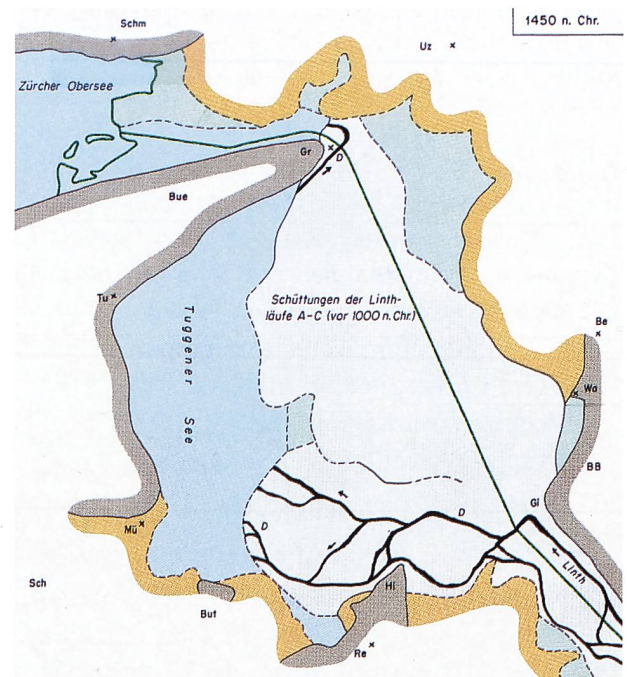 1450 n. Chr.
Schm
Uz
Zürcher Obersee
Gr
D
Bue
Tu
Schüttungen der Linth-
läufe A-C (vor 1000 n. Chr.)
Tuggener See
Be
Wa
BB
Gl
D
D
Mü
Linth
Sch
Hl
But
Re